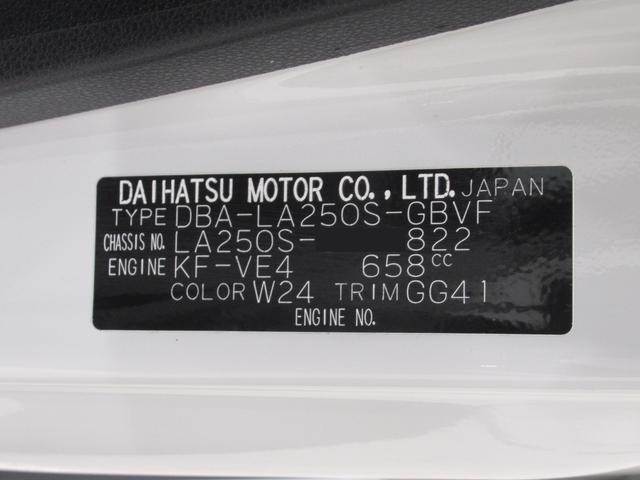 DAIHATSU MOTOR CO., LTD. JAPAN
TYPE DBA-LA250S-GBVF
CHASSIS NO. LA250S- 822
ENGINE KF-VE4 658cc
COLOR W24 TRIM GG41
ENGINE NO.